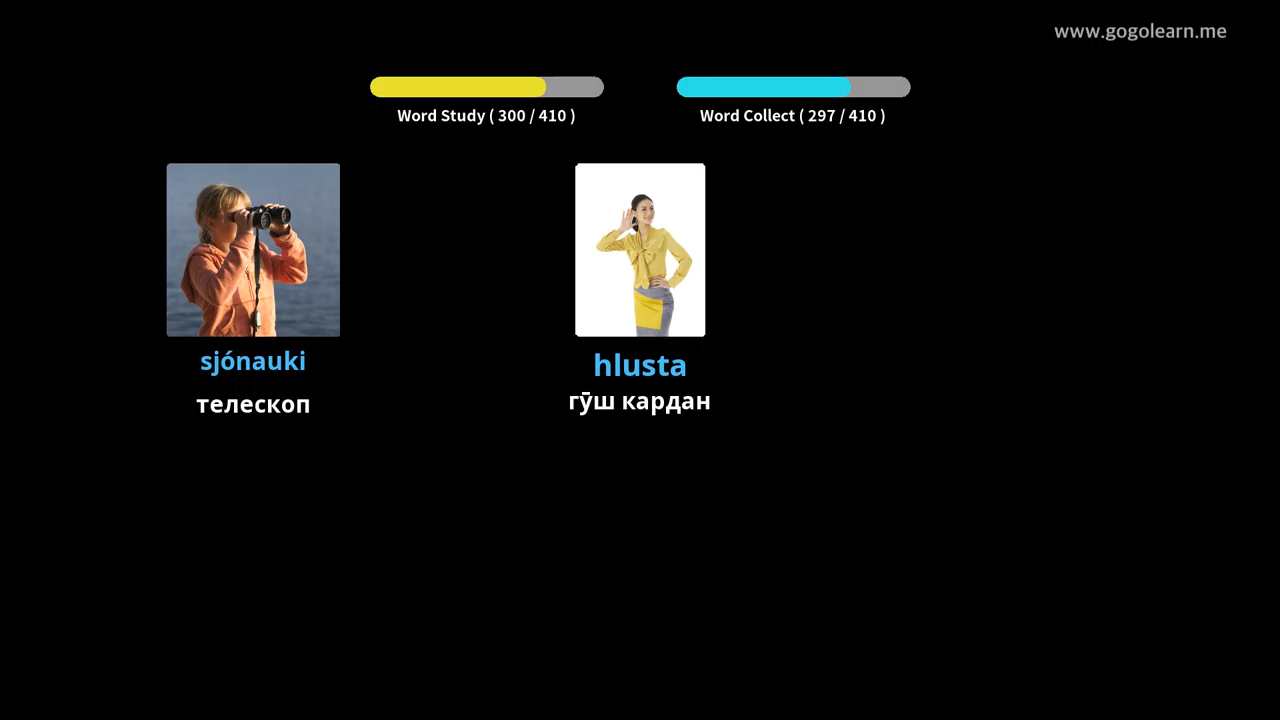 www.gogolearn.me
Word Study ( 300 / 410 )
Word Collect ( 297 / 410 )
sjónauki
телескоп
hlusta
гӯш кардан